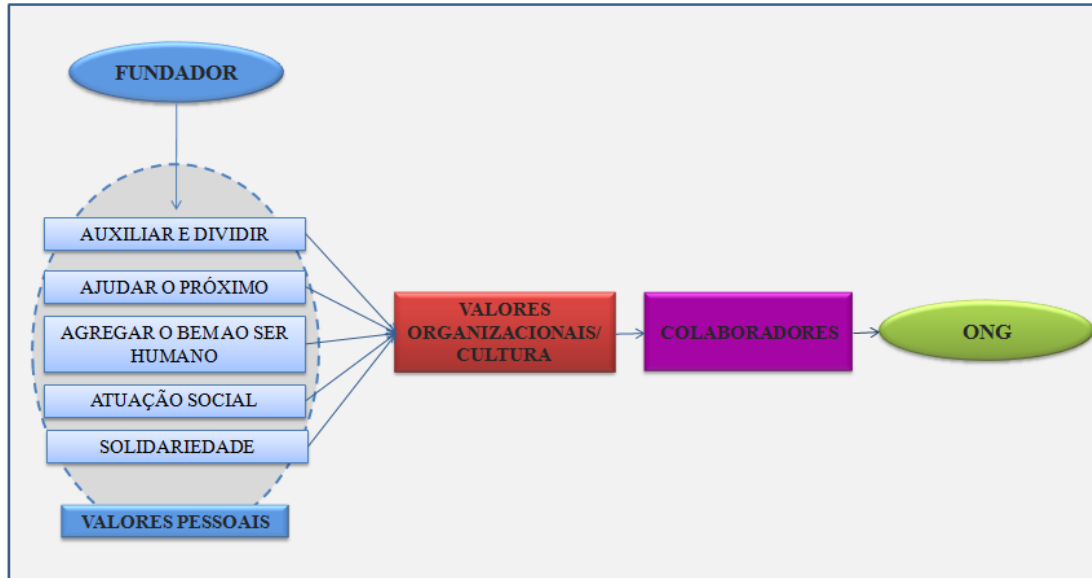 FUNDADOR
AUXILIAR E DIVIDIR
AJUDAR O PRÓXIMO
AGREGAR O BEM AO SER
HUMANO
ATUAÇÃO SOCIAL
SOLIDARIEDADE
VALORES PESSOAIS
VALORES
ORGANIZACIONAIS/
CULTURA
COLABORADORES
ONG